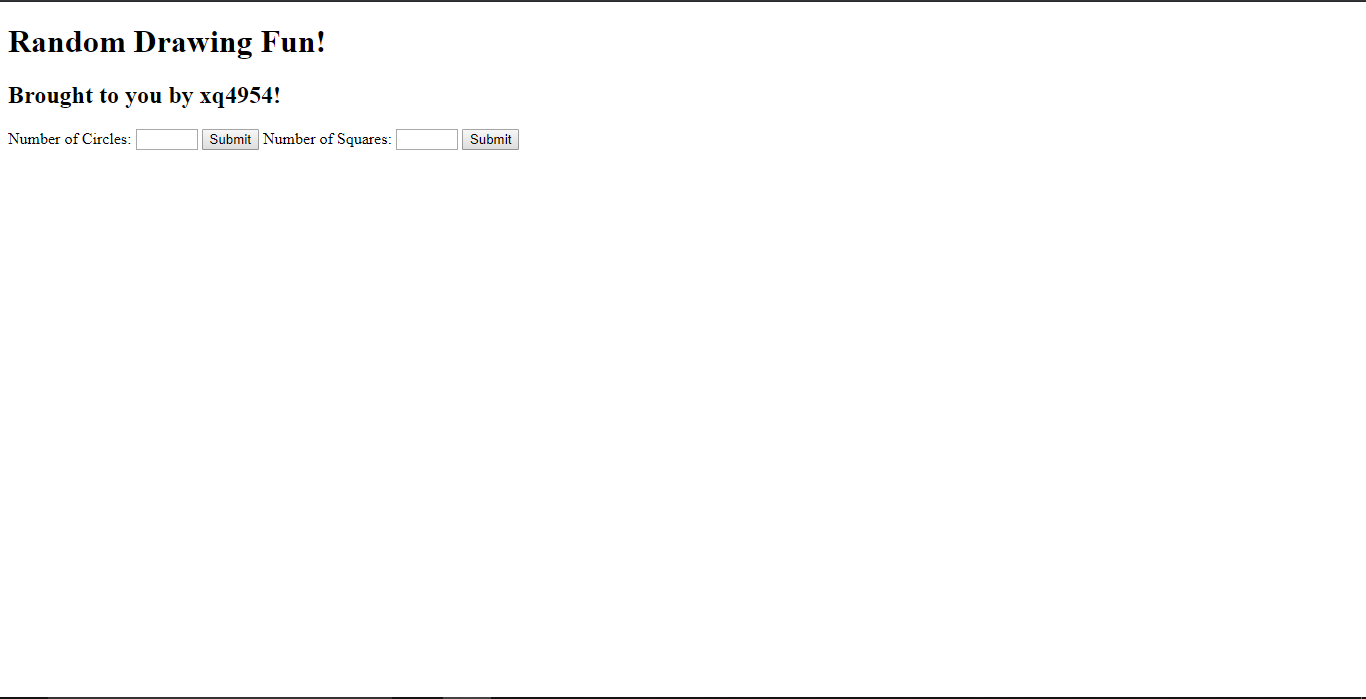 Random Drawing Fun!
Brought to you by xq4954!
Number of Circles: Submit Number of Squares: Submit